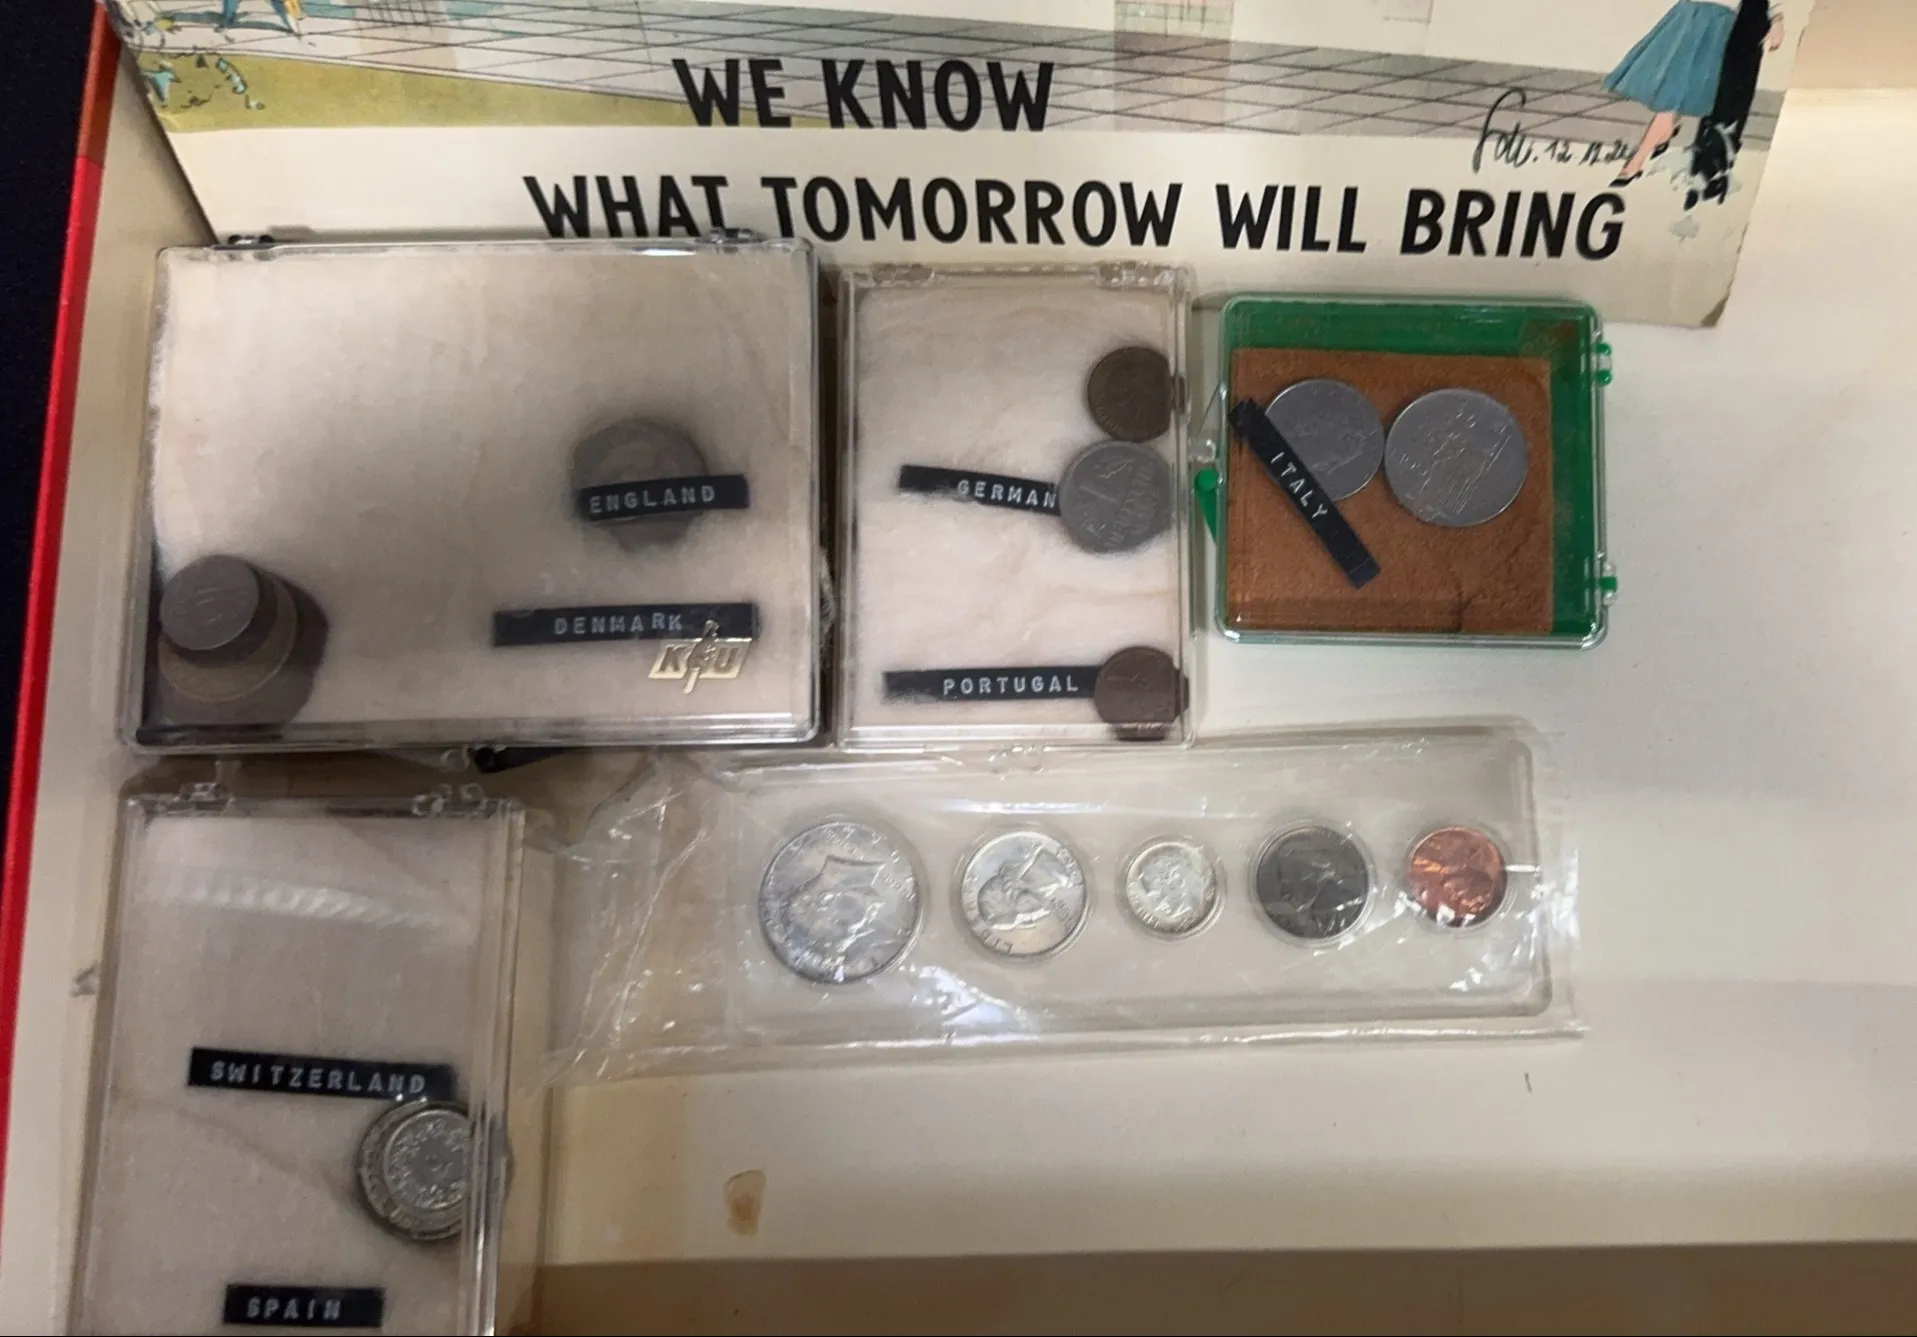 WE KNOW
WHAT TOMORROW WILL BRING
ENGLAND
DENMARK
GERMAN
ITALY
PORTUGAL
SWITZERLAND
SPAIN